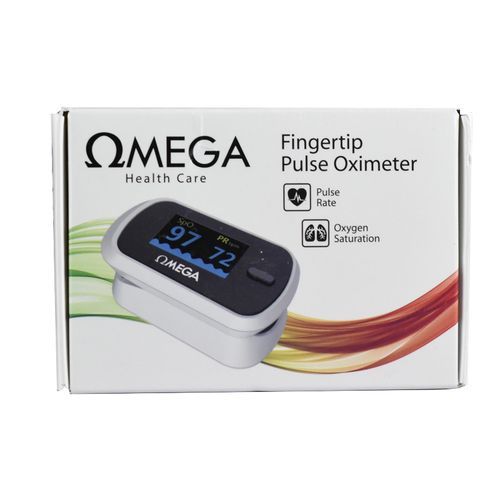 ΩMEGA
Health Care
Fingertip
Pulse Oximeter
Pulse
Rate
Oxygen
Saturation
SpO₂
PR bpm
97 72
ΩMEGA